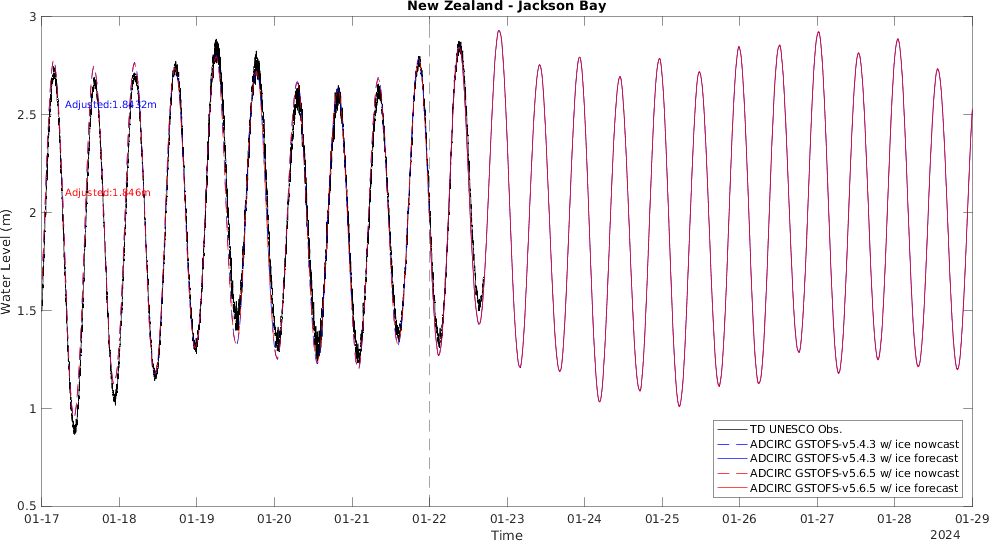 New Zealand - Jackson Bay
3
2.5
2
1.5
1
0.5
Water Level (m)
Adjusted:1.8432m
Adjusted:1.846m
TD UNESCO Obs.
ADCIRC GSTOFS-v5.4.3 w/ ice nowcast
ADCIRC GSTOFS-v5.4.3 w/ ice forecast
ADCIRC GSTOFS-v5.6.5 w/ ice nowcast
ADCIRC GSTOFS-v5.6.5 w/ ice forecast
01-17 01-18 01-19 01-20 01-21 01-22 01-23 01-24 01-25 01-26 01-27 01-28 01-29
Time
2024